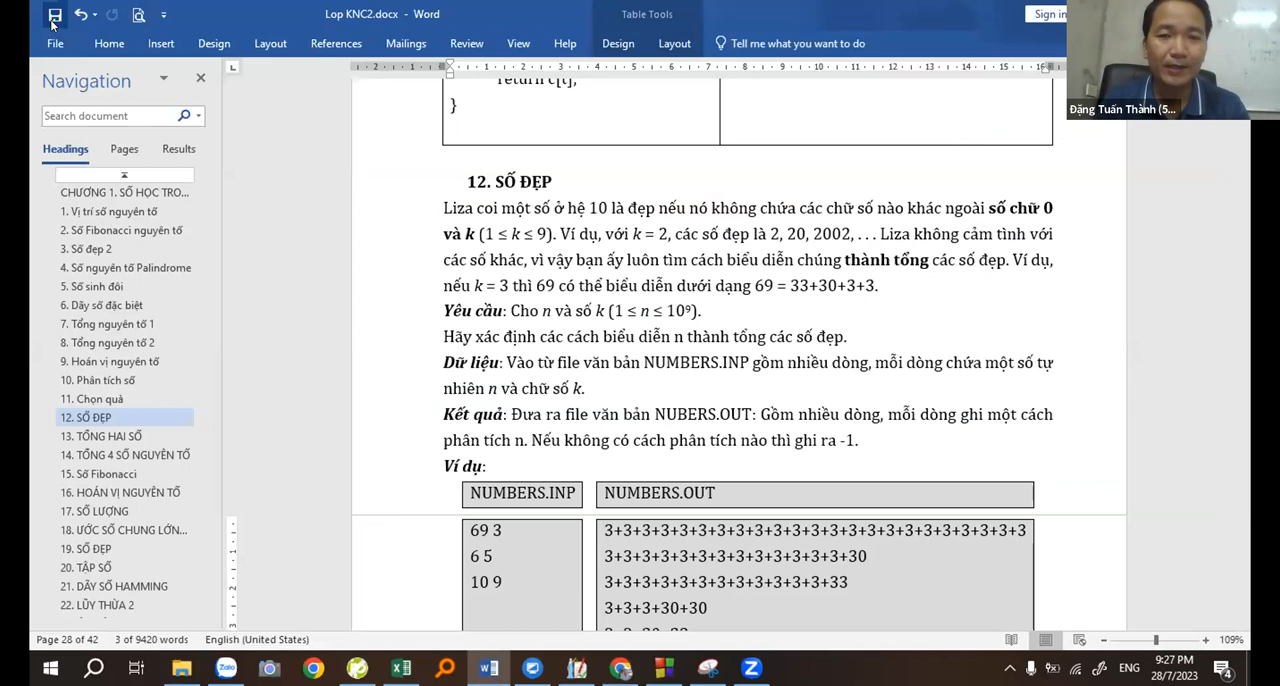 Lop KNC2.docx - Word
Table Tools
Sign in
File
Home
Insert
Design
Layout
References
Mailings
Review
View
Help
Design
Layout
Tell me what you want to do
Đặng Tuấn Thành (5...
Navigation
Search document
Headings
Pages
Results
CHƯƠNG 1. SỐ HỌC TRO...
1. Vị trí số nguyên tố
2. Số Fibonacci nguyên tố
3. Số đẹp 2
4. Số nguyên tố Palindrome
5. Số sinh đôi
6. Dãy số đặc biệt
7. Tổng nguyên tố 1
8. Tổng nguyên tố 2
9. Hoán vị nguyên tố
10. Phân tích số
11. Chọn quà
12. SỐ ĐẸP
13. TỔNG HAI SỐ
14. TỔNG 4 SỐ NGUYÊN TỐ
15. Số Fibonacci
16. HOÁN VỊ NGUYÊN TỐ
17. SỐ LƯỢNG
18. ƯỚC SỐ CHUNG LỚN...
19. SỐ ĐẸP
20. TẬP SỐ
21. DÃY SỐ HAMMING
22. LŨY THỪA 2
return c[t];
}
12. SỐ ĐẸP
Liza coi một số ở hệ 10 là đẹp nếu nó không chứa các chữ số nào khác ngoài số chữ 0
và k (1 ≤ k ≤ 9). Ví dụ, với k = 2, các số đẹp là 2, 20, 2002, . . . Liza không cảm tình với
các số khác, vì vậy bạn ấy luôn tìm cách biểu diễn chúng thành tổng các số đẹp. Ví dụ,
nếu k = 3 thì 69 có thể biểu diễn dưới dạng 69 = 33+30+3+3.
Yêu cầu: Cho n và số k (1 ≤ n ≤ 10⁹).
Hãy xác định các cách biểu diễn n thành tổng các số đẹp.
Dữ liệu: Vào từ file văn bản NUMBERS.INP gồm nhiều dòng, mỗi dòng chứa một số tự
nhiên n và chữ số k.
Kết quả: Đưa ra file văn bản NUBERS.OUT: Gồm nhiều dòng, mỗi dòng ghi một cách
phân tích n. Nếu không có cách phân tích nào thì ghi ra -1.
Ví dụ:
NUMBERS.INP
NUMBERS.OUT
69 3
6 5
10 9
3+3+3+3+3+3+3+3+3+3+3+3+3+3+3+3+3+3+3+3+3+3+3
3+3+3+3+3+3+3+3+3+3+3+3+3+30
3+3+3+3+3+3+3+3+3+3+3+3+33
3+3+3+30+30
Page 28 of 42
3 of 9420 words
English (United States)
109%
ENG
9:27 PM
28/7/2023